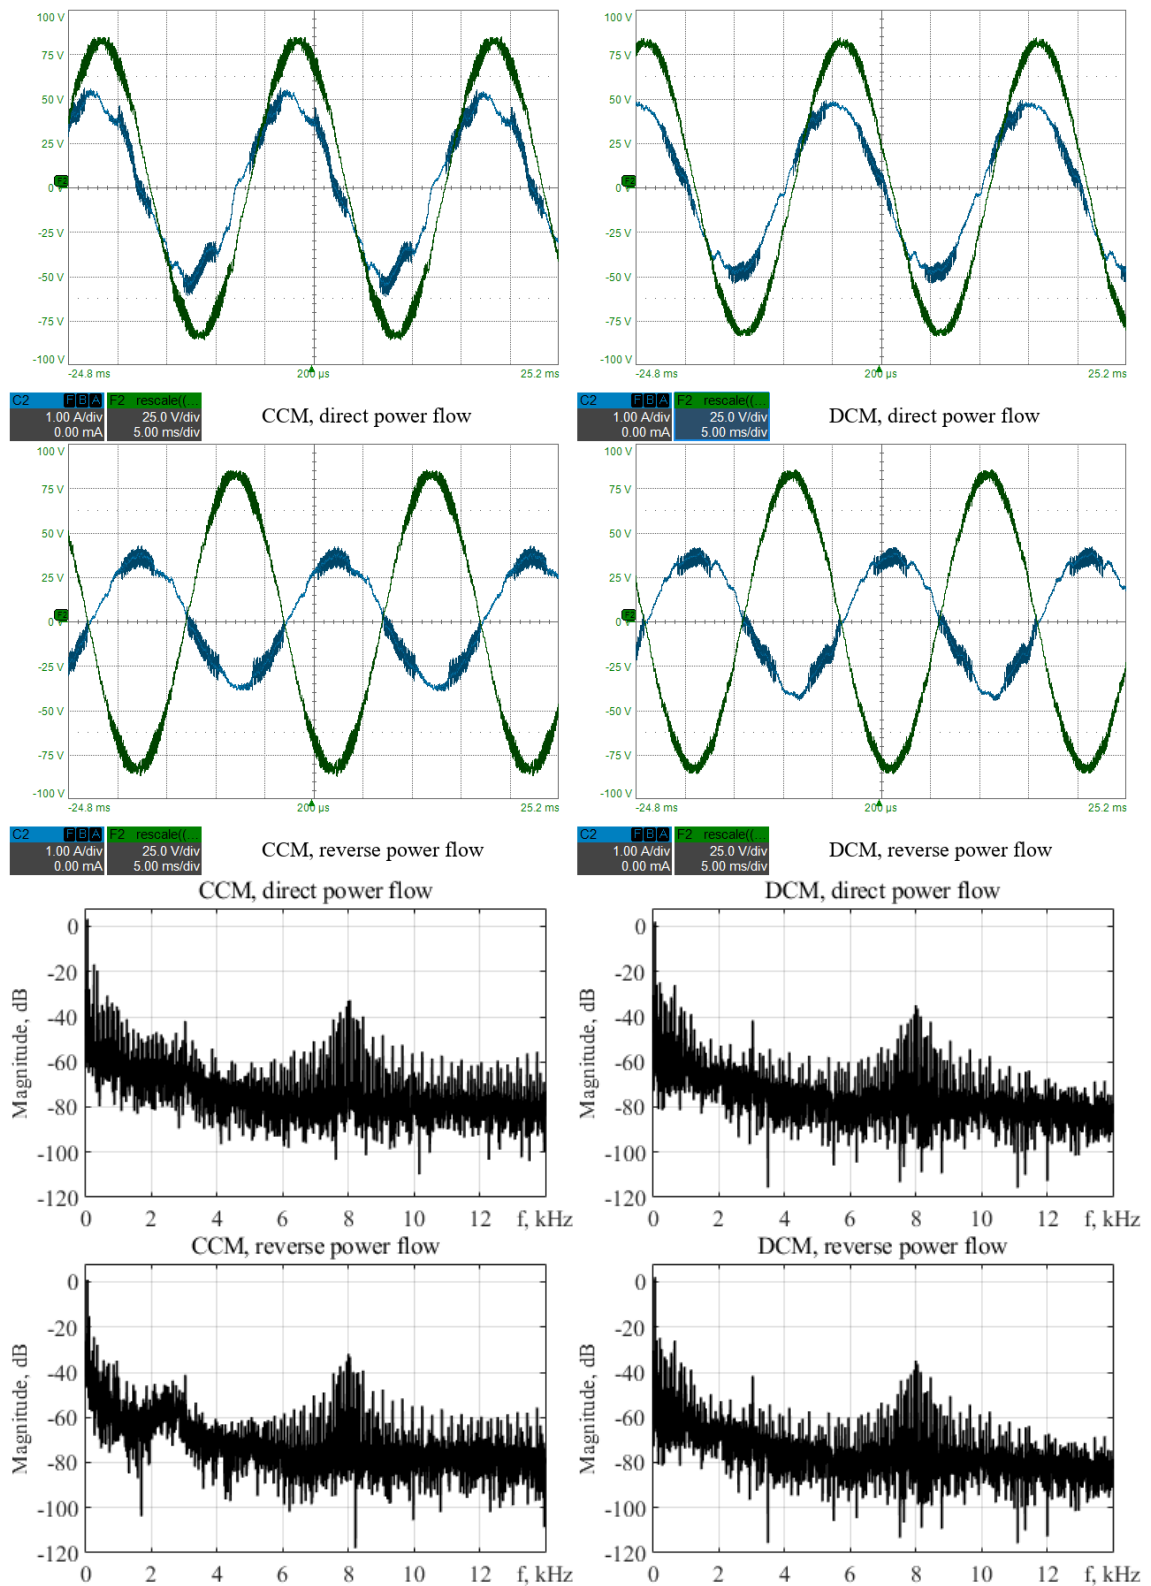 100 V
75 V
50 V
25 V
0 V
-25 V
-50 V
-75 V
-100 V
F2
-24.8 ms
200 µs
25.2 ms
C2 F B A
1.00 A/div
0.00 mA
F2 rescale((...
25.0 V/div
5.00 ms/div
CCM, direct power flow
100 V
75 V
50 V
25 V
0 V
-25 V
-50 V
-75 V
-100 V
F2
-24.8 ms
200 µs
25.2 ms
C2 F B A
1.00 A/div
0.00 mA
F2 rescale((...
25.0 V/div
5.00 ms/div
DCM, direct power flow
100 V
75 V
50 V
25 V
0 V
-25 V
-50 V
-75 V
-100 V
F2
-24.8 ms
200 µs
25.2 ms
C2 F B A
1.00 A/div
0.00 mA
F2 rescale((...
25.0 V/div
5.00 ms/div
CCM, reverse power flow
100 V
75 V
50 V
25 V
0 V
-25 V
-50 V
-75 V
-100 V
F2
-24.8 ms
200 µs
25.2 ms
C2 F B A
1.00 A/div
0.00 mA
F2 rescale((...
25.0 V/div
5.00 ms/div
DCM, reverse power flow
CCM, direct power flow
Magnitude, dB
0
-20
-40
-60
-80
-100
-120
0 2 4 6 8 10 12 f, kHz
DCM, direct power flow
Magnitude, dB
0
-20
-40
-60
-80
-100
-120
0 2 4 6 8 10 12 f, kHz
CCM, reverse power flow
Magnitude, dB
0
-20
-40
-60
-80
-100
-120
0 2 4 6 8 10 12 f, kHz
DCM, reverse power flow
Magnitude, dB
0
-20
-40
-60
-80
-100
-120
0 2 4 6 8 10 12 f, kHz